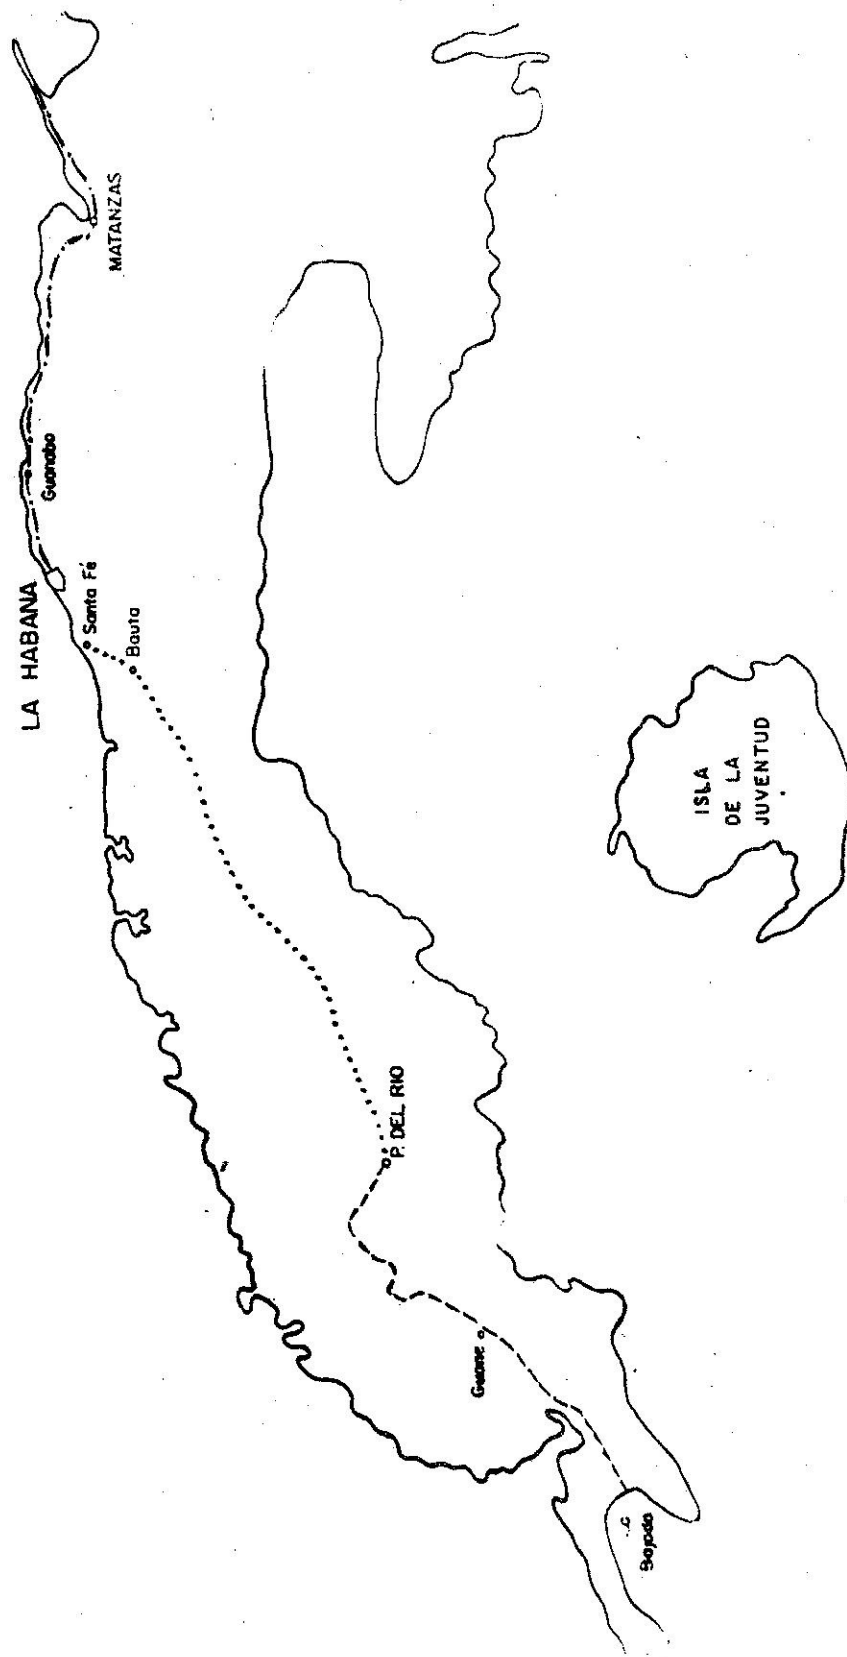 MATANZAS
Guanabo
LA HABANA
Santa Fé
Bauta
P. DEL RIO
Guane
Bajada
ISLA
DE LA
JUVENTUD